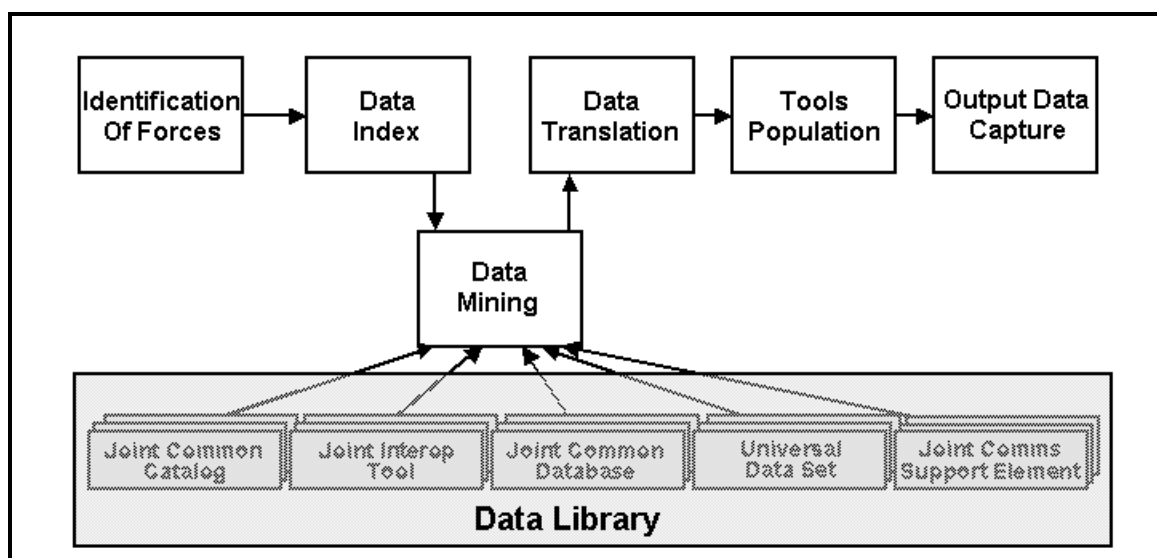 Identification
Of Forces
Data
Index
Data
Translation
Tools
Population
Output Data
Capture
Data
Mining
Joint Common
Catalog
Joint Interop
Tool
Joint Common
Database
Universal
Data Set
Joint Comms
Support Element
Data Library